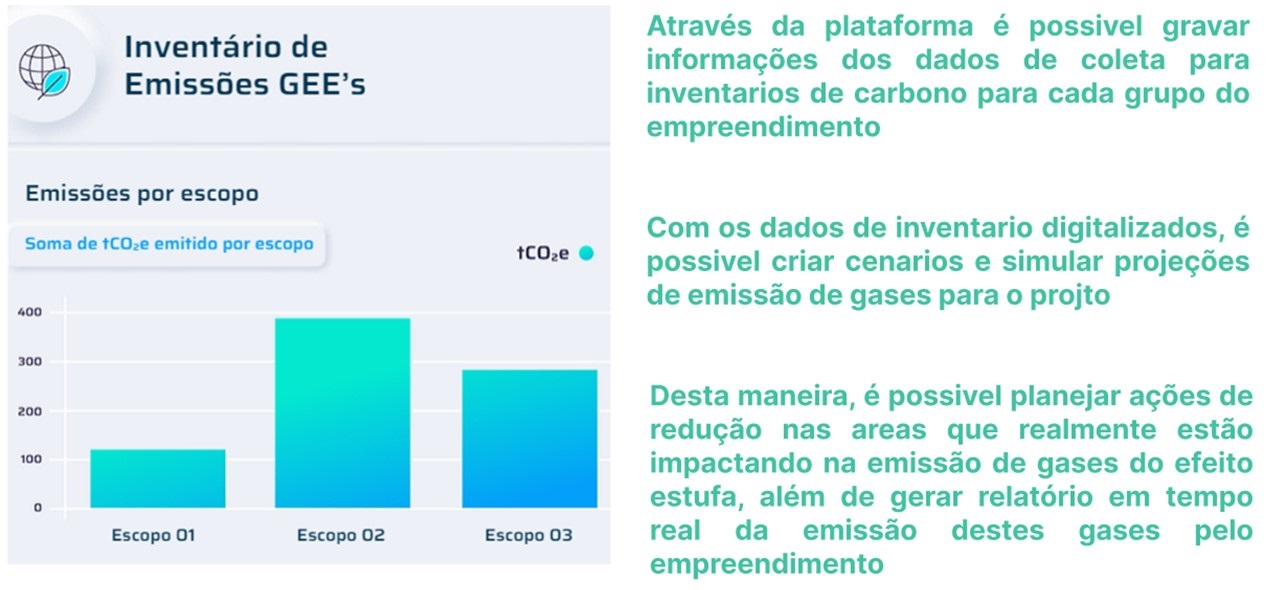 Inventário de
Emissões GEE’s
Emissões por escopo
Soma de tCO₂e emitido por escopo
tCO₂e
400
300
200
100
0
Escopo 01
Escopo 02
Escopo 03
Através da plataforma é possivel gravar
informações dos dados de coleta para
inventarios de carbono para cada grupo do
empreendimento
Com os dados de inventario digitalizados, é
possivel criar cenarios e simular projeções
de emissão de gases para o projto
Desta maneira, é possivel planejar ações de
redução nas areas que realmente estão
impactando na emissão de gases do efeito
estufa, além de gerar relatório em tempo
real da emissão destes gases pelo
empreendimento